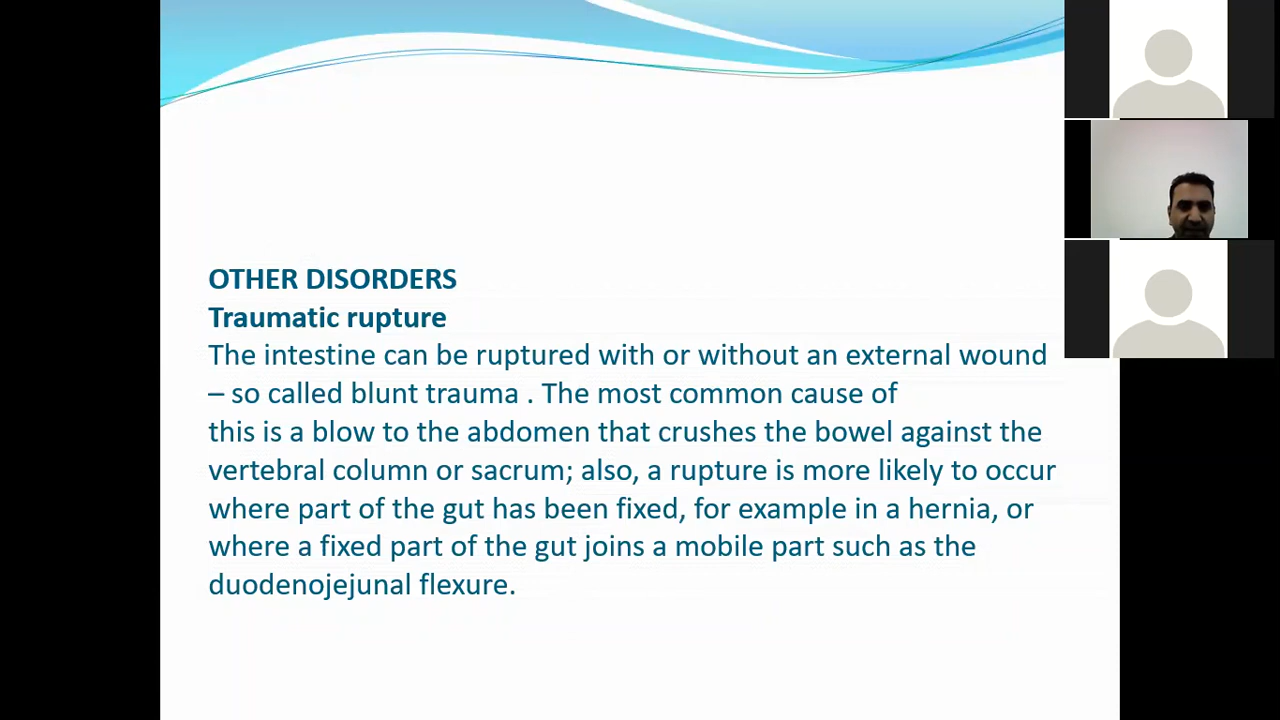 OTHER DISORDERS
Traumatic rupture
The intestine can be ruptured with or without an external wound
– so called blunt trauma . The most common cause of
this is a blow to the abdomen that crushes the bowel against the
vertebral column or sacrum; also, a rupture is more likely to occur
where part of the gut has been fixed, for example in a hernia, or
where a fixed part of the gut joins a mobile part such as the
duodenojejunal flexure.